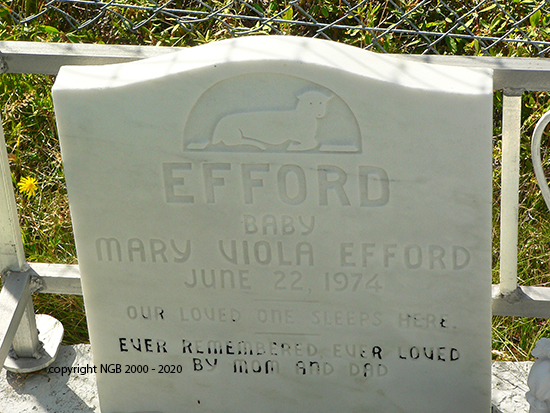 EFFORD
BABY
MARY VIOLA EFFORD
JUNE 22, 1974
OUR LOVED ONE SLEEPS HERE.
EVER REMEMBERED EVER LOVED
BY MOM AND DAD
copyright NGB 2000 - 2020